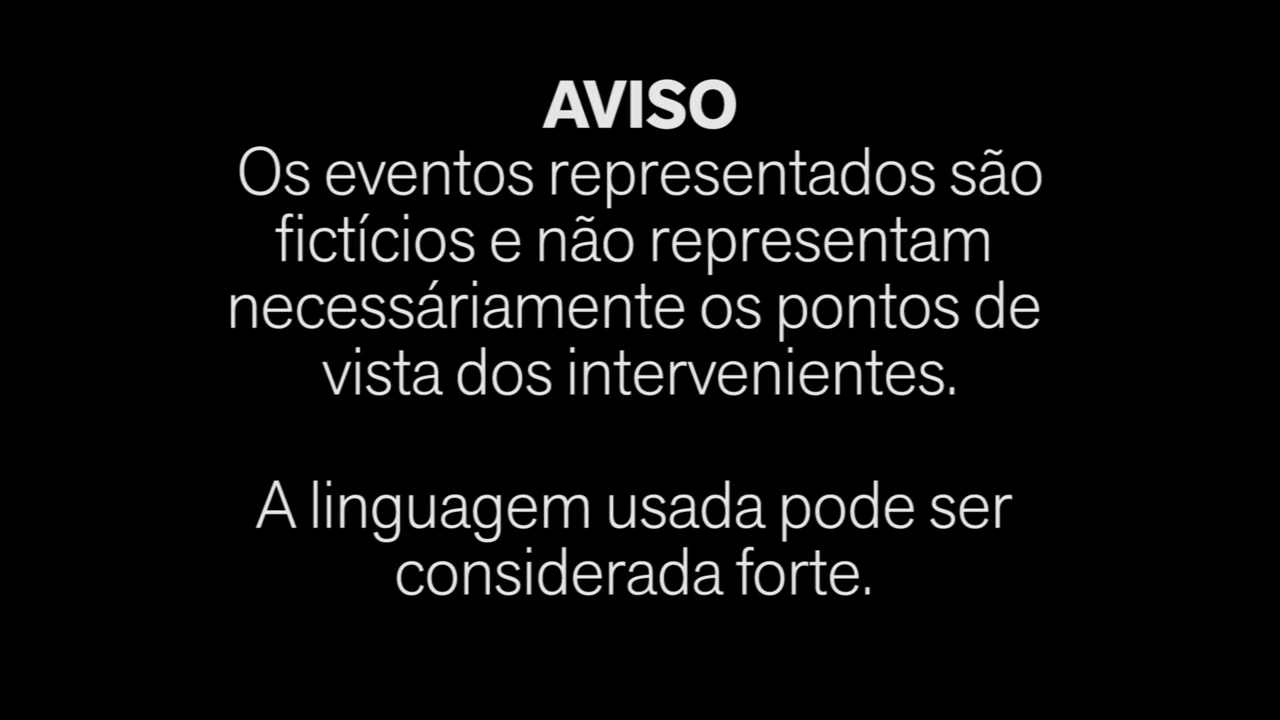 AVISO
Os eventos representados são
fictícios e não representam
necessáriamente os pontos de
vista dos intervenientes.
A linguagem usada pode ser
considerada forte.